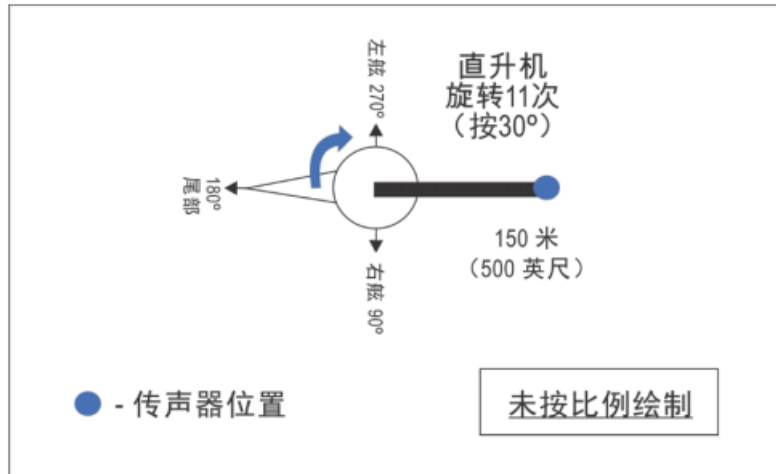 左舷 270°
直升机
旋转11次
（按30°）
180°
尾部
150 米
（500 英尺）
右舷 90°
- 传声器位置
未按比例绘制